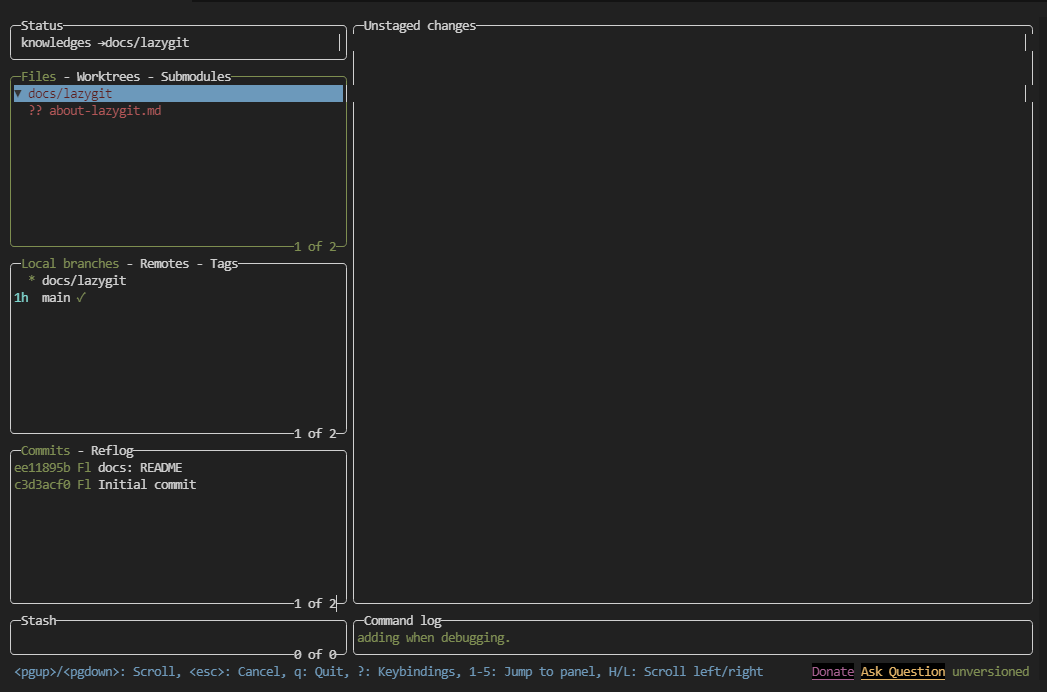 Status
knowledges →docs/lazygit
Files - Worktrees - Submodules
▼ docs/lazygit
?? about-lazygit.md
1 of 2
Local branches - Remotes - Tags
* docs/lazygit
1h main ✓
1 of 2
Commits - Reflog
ee11895b Fl docs: README
c3d3acf0 Fl Initial commit
1 of 2
Stash
0 of 0
Unstaged changes
Command log
adding when debugging.
<pgup>/<pgdown>: Scroll, <esc>: Cancel, q: Quit, ?: Keybindings, 1-5: Jump to panel, H/L: Scroll left/right Donate Ask Question unversioned